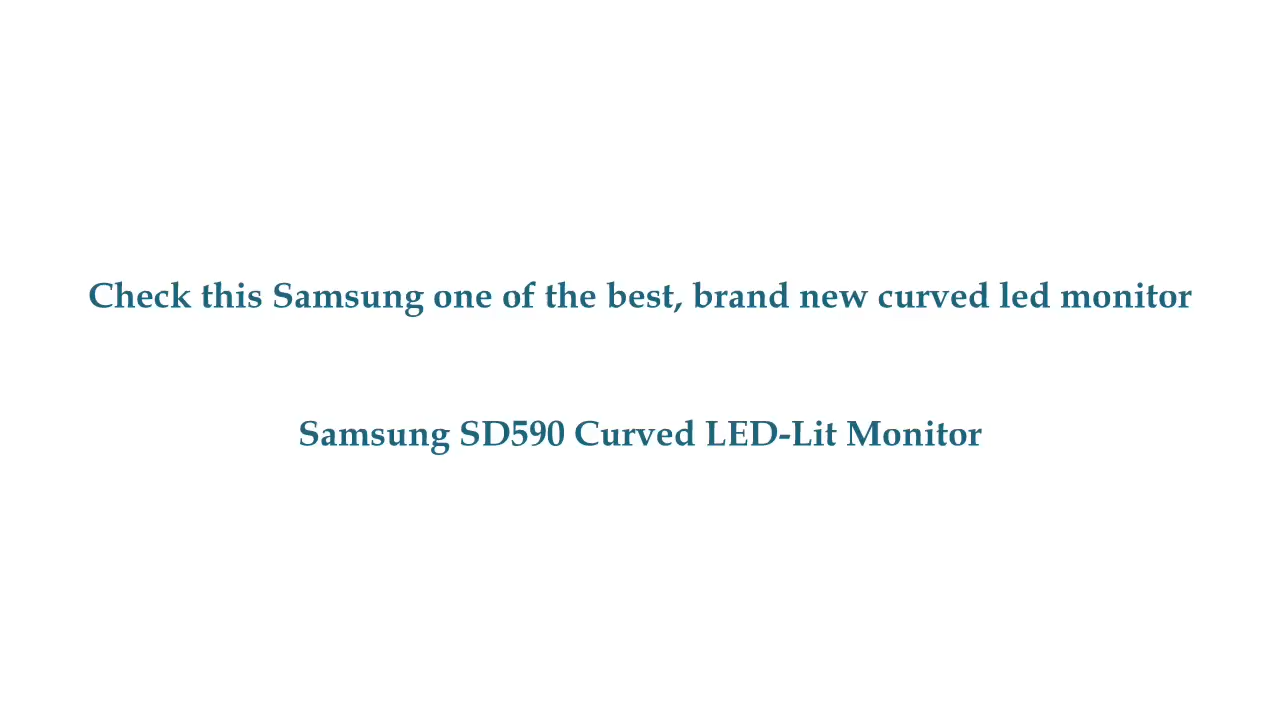 Check this Samsung one of the best, brand new curved led monitor
Samsung SD590 Curved LED-Lit Monitor